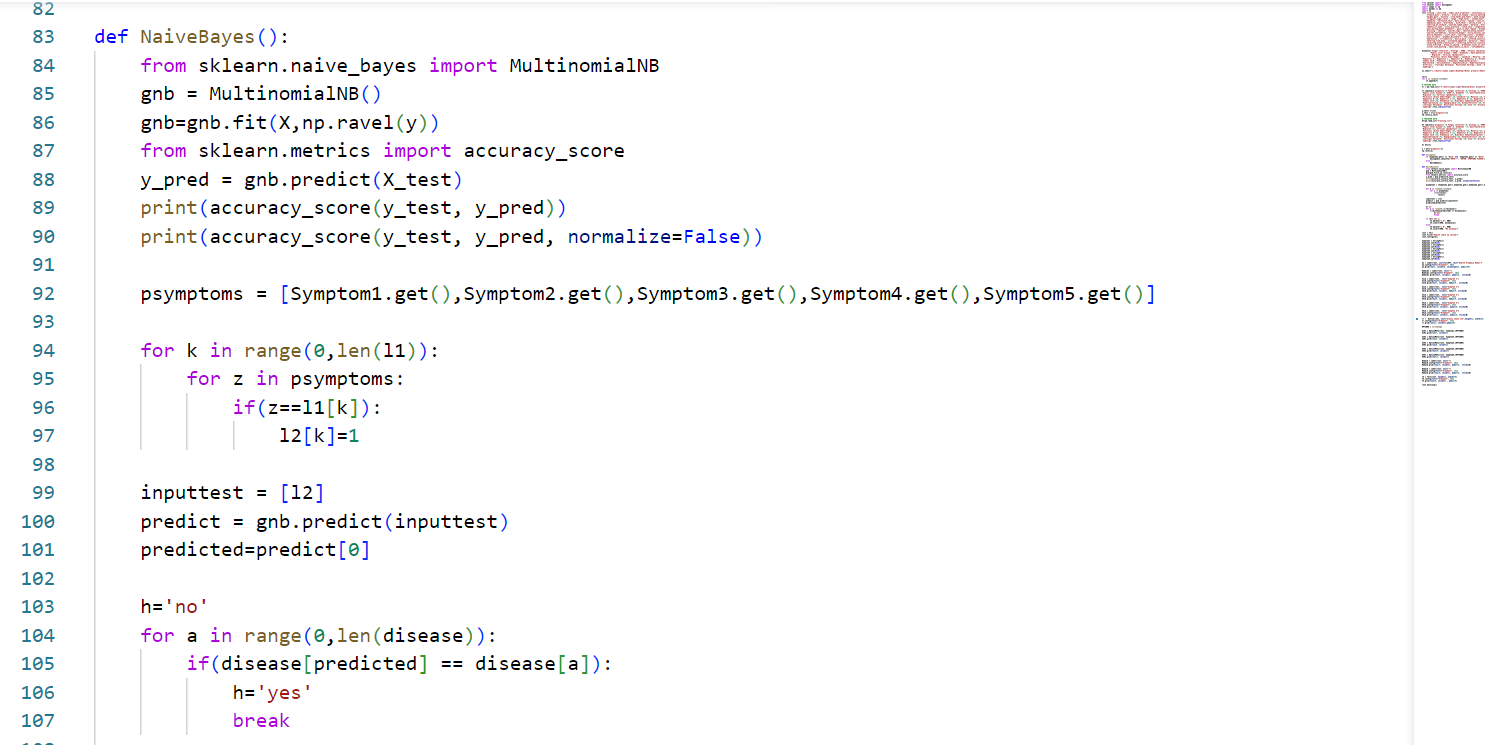 82
83 def NaiveBayes():
84     from sklearn.naive_bayes import MultinomialNB
85     gnb = MultinomialNB()
86     gnb=gnb.fit(X,np.ravel(y))
87     from sklearn.metrics import accuracy_score
88     y_pred = gnb.predict(X_test)
89     print(accuracy_score(y_test, y_pred))
90     print(accuracy_score(y_test, y_pred, normalize=False))
91
92     psymptoms = [Symptom1.get(),Symptom2.get(),Symptom3.get(),Symptom4.get(),Symptom5.get()]
93
94     for k in range(0,len(l1)):
95         for z in psymptoms:
96             if(z==l1[k]):
97                 l2[k]=1
98
99     inputtest = [l2]
100     predict = gnb.predict(inputtest)
101     predicted=predict[0]
102
103     h='no'
104     for a in range(0,len(disease)):
105         if(disease[predicted] == disease[a]):
106             h='yes'
107             break